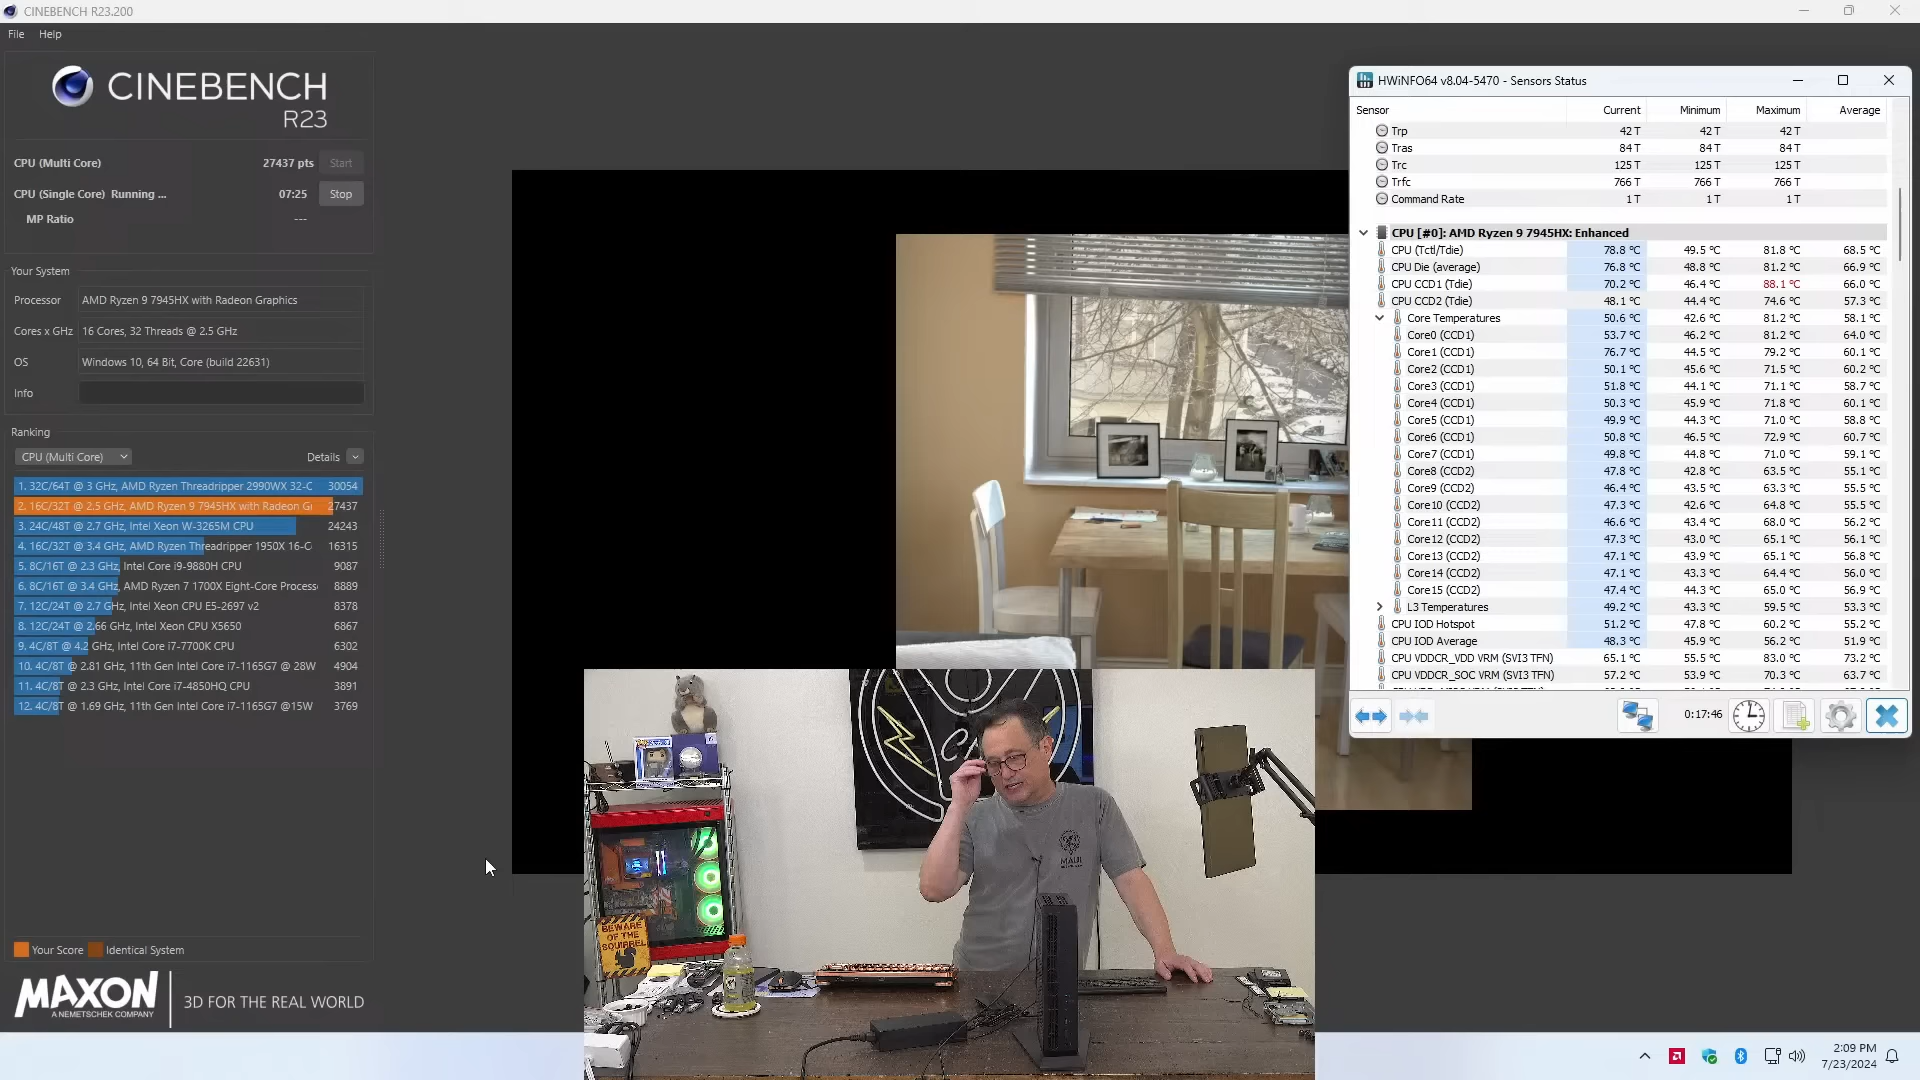 CINEBENCH R23.200
File Help
CINEBENCH
R23
CPU (Multi Core) 27437 pts Start
CPU (Single Core) Running ... 07:25 Stop
MP Ratio ---
Your System
Processor AMD Ryzen 9 7945HX with Radeon Graphics
Cores x GHz 16 Cores, 32 Threads @ 2.5 GHz
OS Windows 10, 64 Bit, Core (build 22631)
Info
Ranking
CPU (Multi Core) Details
1. 32C/64T @ 3 GHz, AMD Ryzen Threadripper 2990WX 32-C 30054
2. 16C/32T @ 2.5 GHz, AMD Ryzen 9 7945HX with Radeon G 27437
3. 24C/48T @ 2.7 GHz, Intel Xeon W-3265M CPU 24243
4. 16C/32T @ 3.4 GHz, AMD Ryzen Threadripper 1950X 16-C 16315
5. 8C/16T @ 2.3 GHz, Intel Core i9-9880H CPU 9087
6. 8C/16T @ 3.4 GHz, AMD Ryzen 7 1700X Eight-Core Process 8889
7. 12C/24T @ 2.7 GHz, Intel Xeon CPU E5-2697 v2 8378
8. 12C/24T @ 2.66 GHz, Intel Xeon CPU X5650 6867
9. 4C/8T @ 4.2 GHz, Intel Core i7-7700K CPU 6302
10. 4C/8T @ 2.81 GHz, 11th Gen Intel Core i7-1165G7 @ 28W 4904
11. 4C/8T @ 2.3 GHz, Intel Core i7-4850HQ CPU 3891
12. 4C/8T @ 1.69 GHz, 11th Gen Intel Core i7-1165G7 @15W 3769
Your Score Identical System
MAXON
A NEMETSCHEK COMPANY
3D FOR THE REAL WORLD
HWiNFO64 v8.04-5470 - Sensors Status
Sensor Current Minimum Maximum Average
Trp 42 T 42 T 42 T
Tras 84 T 84 T 84 T
Trc 125 T 125 T 125 T
Trfc 766 T 766 T 766 T
Command Rate 1 T 1 T 1 T
CPU [#0]: AMD Ryzen 9 7945HX: Enhanced
CPU (Tctl/Tdie) 78.8 °C 49.5 °C 81.8 °C 68.5 °C
CPU Die (average) 76.8 °C 48.8 °C 81.2 °C 66.9 °C
CPU CCD1 (Tdie) 70.2 °C 46.4 °C 88.1 °C 66.0 °C
CPU CCD2 (Tdie) 48.1 °C 44.4 °C 74.6 °C 57.3 °C
Core Temperatures 50.6 °C 42.6 °C 81.2 °C 58.1 °C
Core0 (CCD1) 53.7 °C 46.2 °C 81.2 °C 64.0 °C
Core1 (CCD1) 76.7 °C 44.5 °C 79.2 °C 60.1 °C
Core2 (CCD1) 50.1 °C 45.6 °C 71.5 °C 60.2 °C
Core3 (CCD1) 51.8 °C 44.1 °C 71.1 °C 58.7 °C
Core4 (CCD1) 50.3 °C 45.9 °C 71.8 °C 60.1 °C
Core5 (CCD1) 49.9 °C 44.3 °C 71.0 °C 58.8 °C
Core6 (CCD1) 50.8 °C 46.5 °C 72.9 °C 60.7 °C
Core7 (CCD1) 49.8 °C 44.8 °C 71.0 °C 59.1 °C
Core8 (CCD2) 47.8 °C 42.8 °C 63.5 °C 55.1 °C
Core9 (CCD2) 46.4 °C 43.5 °C 63.3 °C 55.5 °C
Core10 (CCD2) 47.3 °C 42.6 °C 64.8 °C 55.5 °C
Core11 (CCD2) 46.6 °C 43.4 °C 68.0 °C 56.2 °C
Core12 (CCD2) 47.3 °C 43.0 °C 65.1 °C 56.1 °C
Core13 (CCD2) 47.1 °C 43.9 °C 65.1 °C 56.8 °C
Core14 (CCD2) 47.1 °C 43.3 °C 64.4 °C 56.0 °C
Core15 (CCD2) 47.4 °C 44.3 °C 65.0 °C 56.9 °C
L3 Temperatures 49.2 °C 43.3 °C 59.5 °C 53.3 °C
CPU IOD Hotspot 51.2 °C 47.8 °C 60.2 °C 55.2 °C
CPU IOD Average 48.3 °C 45.9 °C 56.2 °C 51.9 °C
CPU VDDCR_VDD VRM (SVI3 TFN) 65.1 °C 55.5 °C 83.0 °C 73.2 °C
CPU VDDCR_SOC VRM (SVI3 TFN) 57.2 °C 53.9 °C 70.3 °C 63.7 °C
0:17:46
MAUI
BEWARE
OF THE
SQUIRREL
2:09 PM
7/23/2024